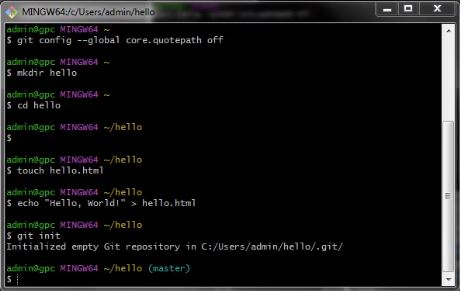 MINGW64:/c/Users/admin/hello
admin@gpc MINGW64 ~
$ git config --global core.quotepath off
admin@gpc MINGW64 ~
$ mkdir hello
admin@gpc MINGW64 ~
$ cd hello
admin@gpc MINGW64 ~/hello
$
admin@gpc MINGW64 ~/hello
$ touch hello.html
admin@gpc MINGW64 ~/hello
$ echo "Hello, World!" > hello.html
admin@gpc MINGW64 ~/hello
$ git init
Initialized empty Git repository in C:/Users/admin/hello/.git/
admin@gpc MINGW64 ~/hello (master)
$